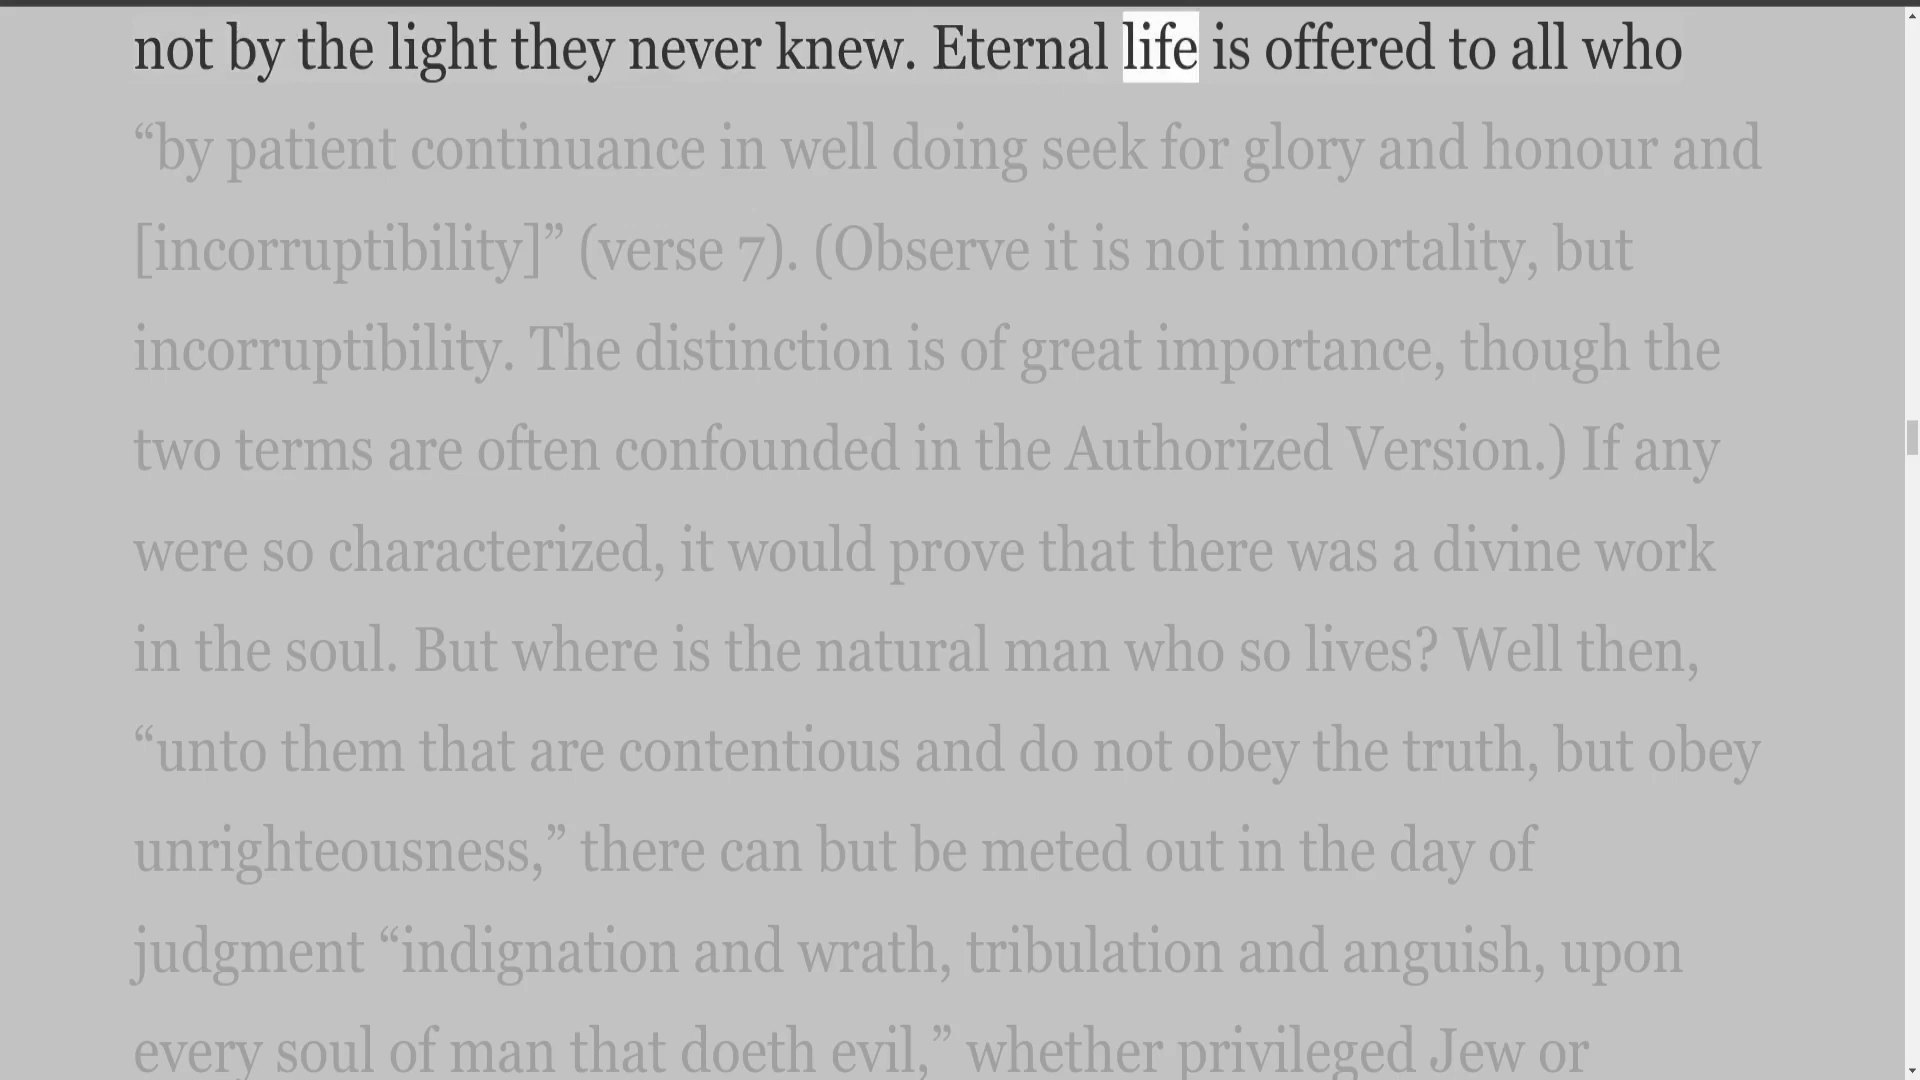 not by the light they never knew. Eternal life is offered to all who
“by patient continuance in well doing seek for glory and honour and
[incorruptibility]” (verse 7). (Observe it is not immortality, but
incorruptibility. The distinction is of great importance, though the
two terms are often confounded in the Authorized Version.) If any
were so characterized, it would prove that there was a divine work
in the soul. But where is the natural man who so lives? Well then,
“unto them that are contentious and do not obey the truth, but obey
unrighteousness,” there can but be meted out in the day of
judgment “indignation and wrath, tribulation and anguish, upon
every soul of man that doeth evil,” whether privileged Jew or